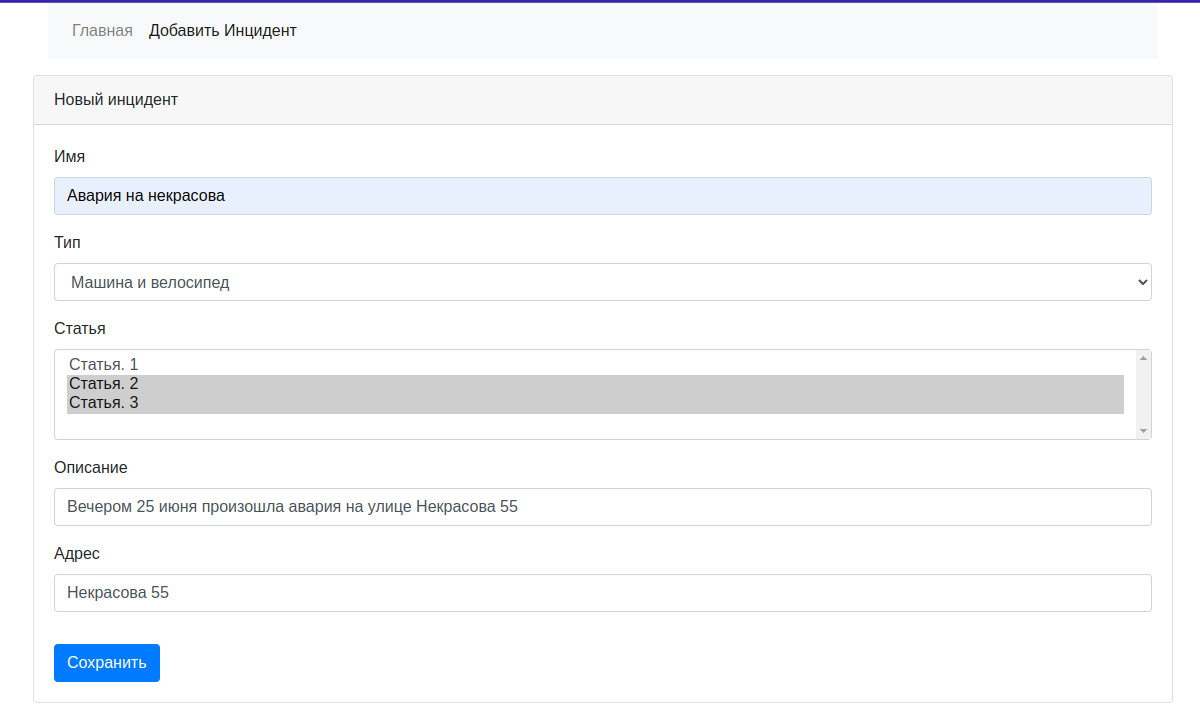 Главная Добавить Инцидент
Новый инцидент
Имя
Авария на некрасова
Тип
Машина и велосипед
Статья
Статья. 1
Статья. 2
Статья. 3
Описание
Вечером 25 июня произошла авария на улице Некрасова 55
Адрес
Некрасова 55
Сохранить